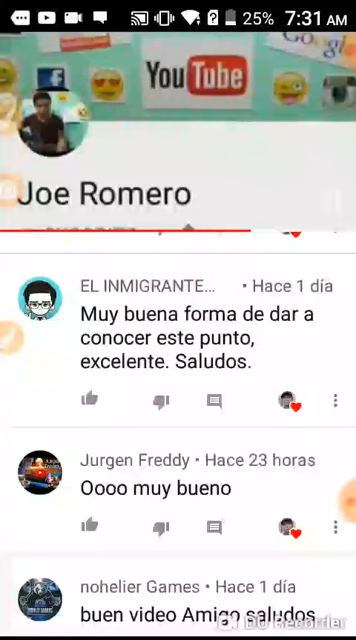 25% 7:31 AM
Google
YouTube
Joe Romero
EL INMIGRANTE... • Hace 1 día
Muy buena forma de dar a
conocer este punto,
excelente. Saludos.
Jurgen Freddy • Hace 23 horas
Oooo muy bueno
nohelier Games • Hace 1 día
buen video Amigo saludos
DU Recorder